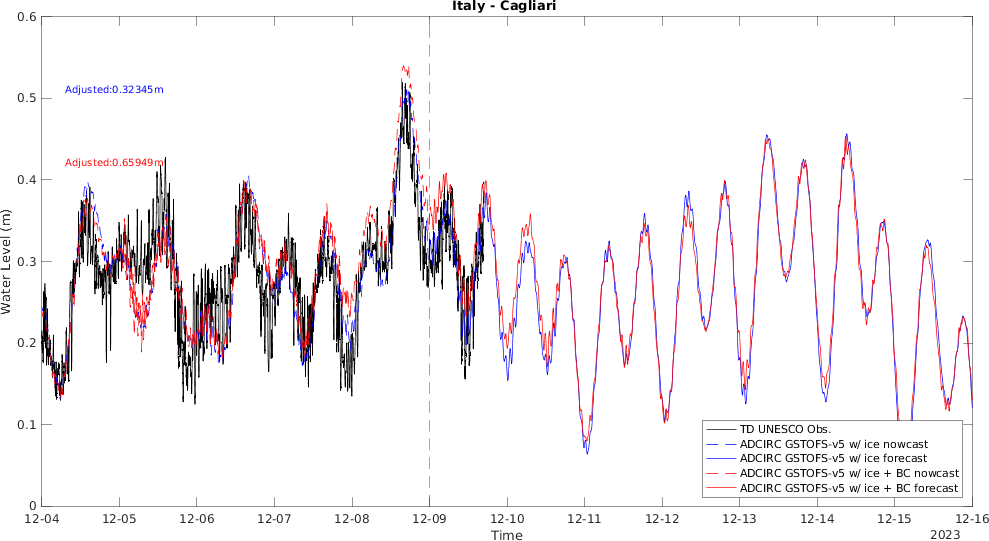 Italy - Cagliari
0.6
0.5
0.4
0.3
0.2
0.1
0
Water Level (m)
Adjusted:0.32345m
Adjusted:0.65949m
TD UNESCO Obs.
ADCIRC GSTOFS-v5 w/ ice nowcast
ADCIRC GSTOFS-v5 w/ ice forecast
ADCIRC GSTOFS-v5 w/ ice + BC nowcast
ADCIRC GSTOFS-v5 w/ ice + BC forecast
12-04 12-05 12-06 12-07 12-08 12-09 12-10 12-11 12-12 12-13 12-14 12-15 12-16
Time
2023